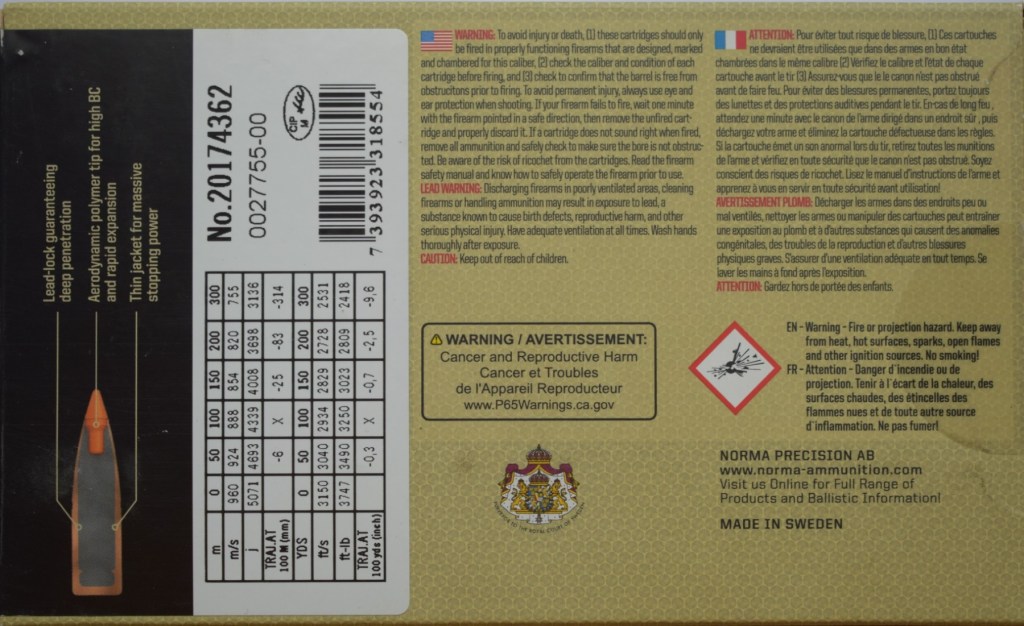 Lead-lock guaranteeing
deep penetration
Aerodynamic polymer tip for high BC
and rapid expansion
Thin jacket for massive
stopping power
No.20174362
0027755-00
CIP
M
7 393923 318554
m 0 50 100 150 200 300
m/s 960 924 888 854 820 755
j 5071 4693 4339 4008 3698 3136
TRAJ.AT
100 M (mm) -6 X -25 -83 -314
YDS 0 50 100 150 200 300
ft/s 3150 3040 2934 2829 2728 2531
ft-lb 3747 3490 3250 3023 2809 2418
TRAJ.AT
100 yds (inch) -0,3 X -0,7 -2,5 -9,6
WARNING: To avoid injury or death, (1) these cartridges should only
be fired in properly functioning firearms that are designed, marked
and chambered for this caliber, (2) check the caliber and condition of each
cartridge before firing, and (3) check to confirm that the barrel is free from
obstrucitons prior to firing. To avoid permanent injury, always use eye and
ear protection when shooting. If your firearm fails to fire, wait one minute
with the firearm pointed in a safe direction, then remove the unfired cart-
ridge and properly discard it. If a cartridge does not sound right when fired,
remove all ammunition and safely check to make sure the bore is not obstruc-
ted. Be aware of the risk of ricochet from the cartridges. Read the firearm
safety manual and know how to safely operate the firearm prior to use.
LEAD WARNING: Discharging firearms in poorly ventilated areas, cleaning
firearms or handling ammunition may result in exposure to lead, a
substance known to cause birth defects, reproductive harm, and other
serious physical injury. Have adequate ventilation at all times. Wash hands
thoroughly after exposure.
CAUTION: Keep out of reach of children.
ATTENTION: Pour éviter tout risque de blessure, (1) Ces cartouches
ne devraient être utilisées que dans des armes en bon état
chambrées dans le même calibre (2) Vérifiez le calibre et l'état de chaque
cartouche avant le tir (3) Assurez-vous que le le canon n'est pas obstrué
avant de faire feu. Pour éviter des blessures permanentes, portez toujours
des lunettes et des protections auditives pendant le tir. En-cas de long feu ,
attendez une minute avec le canon de l'arme dirigé dans un endroit sûr , puis
déchargez votre arme et éliminez la cartouche défectueuse dans les règles.
Si la cartouche émet un son anormal lors du tir, retirez toutes les munitions
de l'arme et vérifiez en toute sécurité que le canon n'est pas obstrué. Soyez
conscient des risques de ricochet. Lisez le manuel d'instructions de l'arme et
apprenez à vous en servir en toute sécurité avant utilisation!
AVERTISSEMENT PLOMB: Décharger les armes dans des endroits peu ou
mal ventilés, nettoyer les armes ou manipuler des cartouches peut entraîner
une exposition au plomb et à d'autres substances qui causent des anomalies
congénitales, des troubles de la reproduction et d'autres blessures
physiques graves. S'assurer d'une ventilation adéquate en tout temps. Se
laver les mains à fond après l'exposition.
ATTENTION: Gardez hors de portée des enfants.
WARNING / AVERTISSEMENT:
Cancer and Reproductive Harm
Cancer et Troubles
de l'Appareil Reproducteur
www.P65Warnings.ca.gov
EN - Warning - Fire or projection hazard. Keep away
from heat, hot surfaces, sparks, open flames
and other ignition sources. No smoking!
FR - Attention - Danger d'incendie ou de
projection. Tenir à l'écart de la chaleur, des
surfaces chaudes, des étincelles des
flammes nues et de toute autre source
d'inflammation. Ne pas fumer!
NORMA PRECISION AB
www.norma-ammunition.com
Visit us Online for Full Range of
Products and Ballistic Information!
MADE IN SWEDEN